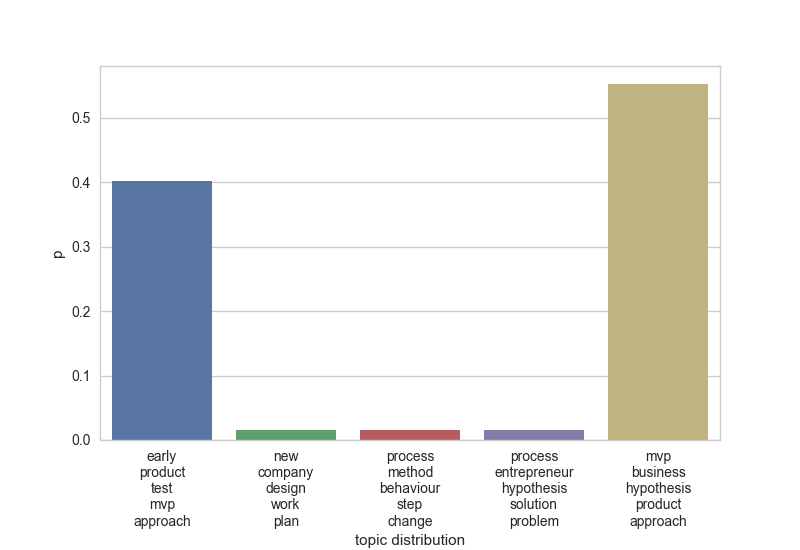 0.5
0.4
0.3
0.2
0.1
0.0
p
early
product
test
mvp
approach
new
company
design
work
plan
process
method
behaviour
step
change
process
entrepreneur
hypothesis
solution
problem
mvp
business
hypothesis
product
approach
topic distribution